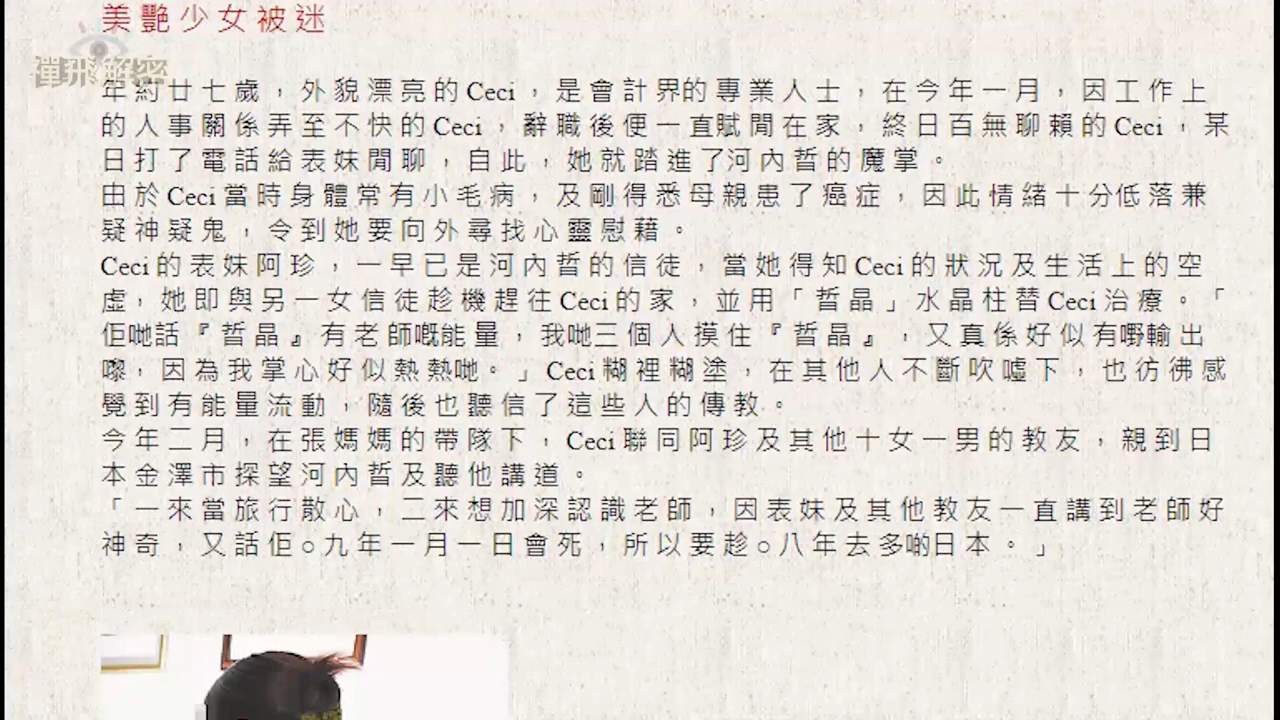 美艷少女被迷
禪飛解密
年約廿七歲，外貌漂亮的Ceci，是會計界的專業人士，在今年一月，因工作上
的人事關係弄至不快的Ceci，辭職後便一直賦閒在家，終日百無聊賴的Ceci，某
日打了電話給表妹閒聊，自此，她就踏進了河內晢的魔掌。
由於Ceci當時身體常有小毛病，及剛得悉母親患了癌症，因此情緒十分低落兼
疑神疑鬼，令到她要向外尋找心靈慰藉。
Ceci的表妹阿珍，一早已是河內晢的信徒，當她得知Ceci的狀況及生活上的空
虛，她即與另一女信徒趁機趕往Ceci的家，並用「晢晶」水晶柱替Ceci治療。「
佢哋話『晢晶』有老師嘅能量，我哋三個人摸住『晢晶』，又真係好似有嘢輸出
嚟，因為我掌心好似熱熱哋。」Ceci糊裡糊塗，在其他人不斷吹噓下，也彷彿感
覺到有能量流動，隨後也聽信了這些人的傳教。
今年二月，在張媽媽的帶隊下，Ceci聯同阿珍及其他十女一男的教友，親到日
本金澤市探望河內晢及聽他講道。
「一來當旅行散心，二來想加深認識老師，因表妹及其他教友一直講到老師好
神奇，又話佢○九年一月一日會死，所以要趁○八年去多啲日本。」